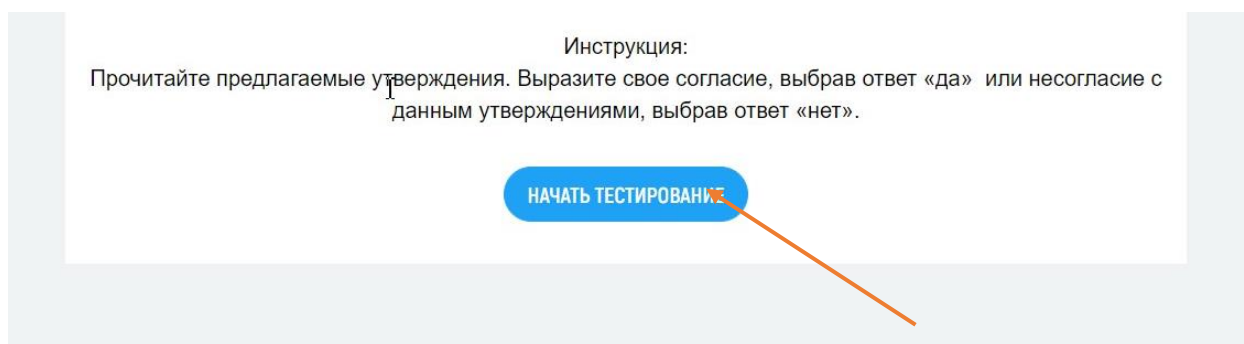 Инструкция:
Прочитайте предлагаемые утверждения. Выразите свое согласие, выбрав ответ «да» или несогласие с
данным утверждениями, выбрав ответ «нет».
НАЧАТЬ ТЕСТИРОВАНИЕ